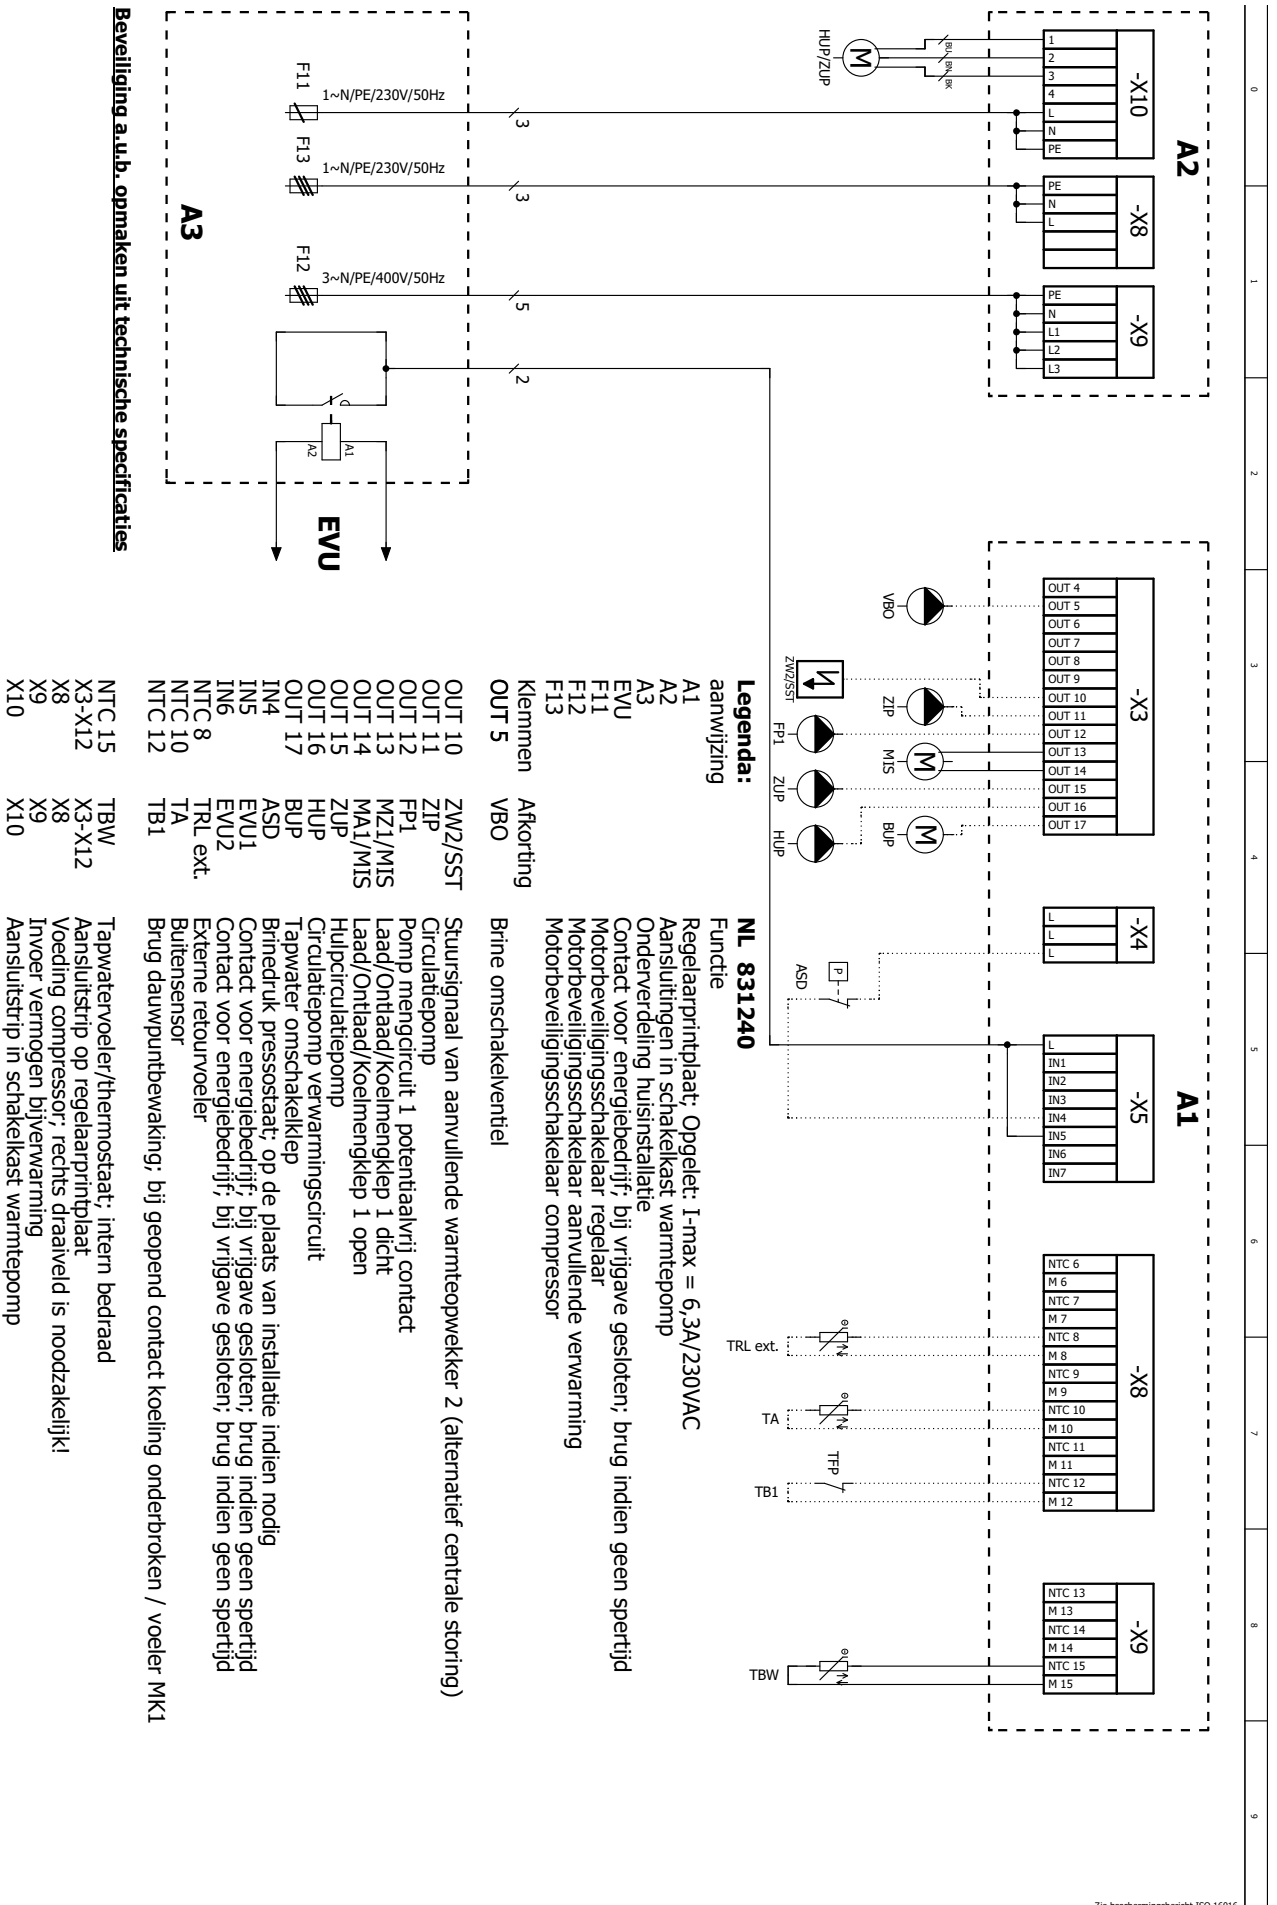 0
1
2
3
4
5
6
7
8
9
A2
-X10
1
2
3
4
L
N
PE
-X8
PE
N
L
-X9
PE
N
L1
L2
L3
BU
BN
BK
M
HUP/ZUP
3
3
5
2
1~N/PE/230V/50Hz
1~N/PE/230V/50Hz
3~N/PE/400V/50Hz
F11
F13
F12
A3
A1
A2
EVU
Beveiliging a.u.b. opmaken uit technische specificaties
A1
-X3
OUT 4
OUT 5
OUT 6
OUT 7
OUT 8
OUT 9
OUT 10
OUT 11
OUT 12
OUT 13
OUT 14
OUT 15
OUT 16
OUT 17
VBO
ZW2/SST
ZIP
FP1
M
MIS
ZUP
HUP
M
BUP
-X4
L
L
L
P
ASD
-X5
L
IN1
IN2
IN3
IN4
IN5
IN6
IN7
-X8
NTC 6
M 6
NTC 7
M 7
NTC 8
M 8
NTC 9
M 9
NTC 10
M 10
NTC 11
M 11
NTC 12
M 12
TRL ext.
TA
TFP
TB1
-X9
NTC 13
M 13
NTC 14
M 14
NTC 15
M 15
TBW
Legenda: NL 831240
aanwijzing Functie
A1 Regelaarprintplaat; Opgelet: I-max = 6,3A/230VAC
A2 Aansluitingen in schakelkast warmtepomp
A3 Onderverdeling huisinstallatie
EVU Contact voor energiebedrijf; bij vrijgave gesloten; brug indien geen spertijd
F11 Motorbeveiligingsschakelaar regelaar
F12 Motorbeveiligingsschakelaar aanvullende verwarming
F13 Motorbeveiligingsschakelaar compressor
Klemmen Afkorting
OUT 5 VBO Brine omschakelventiel
OUT 10 ZW2/SST Stuursignaal van aanvullende warmteopwekker 2 (alternatief centrale storing)
OUT 11 ZIP Circulatiepomp
OUT 12 FP1 Pomp mengcircuit 1 potentiaalvrij contact
OUT 13 MZ1/MIS Laad/Ontlaad/Koelmengklep 1 dicht
OUT 14 MA1/MIS Laad/Ontlaad/Koelmengklep 1 open
OUT 15 ZUP Hulpcirculatiepomp
OUT 16 HUP Circulatiepomp verwarmingscircuit
OUT 17 BUP Tapwater omschakelklep
IN4 ASD Brinedruk pressostaat; op de plaats van installatie indien nodig
IN5 EVU1 Contact voor energiebedrijf; bij vrijgave gesloten; brug indien geen spertijd
IN6 EVU2 Contact voor energiebedrijf; bij vrijgave gesloten; brug indien geen spertijd
NTC 8 TRL ext. Externe retourvoeler
NTC 10 TA Buitensensor
NTC 12 TB1 Brug dauwpuntbewaking; bij geopend contact koeling onderbroken / voeler MK1
NTC 15 TBW Tapwatervoeler/thermostaat; intern bedraad
X3-X12 X3-X12 Aansluitstrip op regelaarprintplaat
X8 X8 Voeding compressor; rechts draaiveld is noodzakelijk!
X9 X9 Invoer vermogen bijverwarming
X10 X10 Aansluitstrip in schakelkast warmtepomp